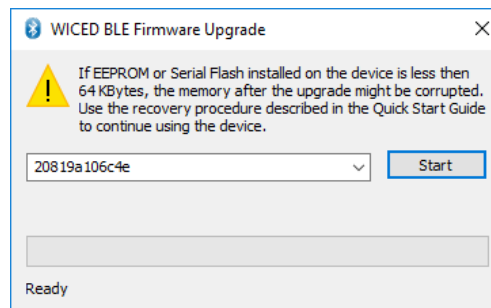 WICED BLE Firmware Upgrade
If EEPROM or Serial Flash installed on the device is less then
64 KBytes, the memory after the upgrade might be corrupted.
Use the recovery procedure described in the Quick Start Guide
to continue using the device.
20819a106c4e
Start
Ready